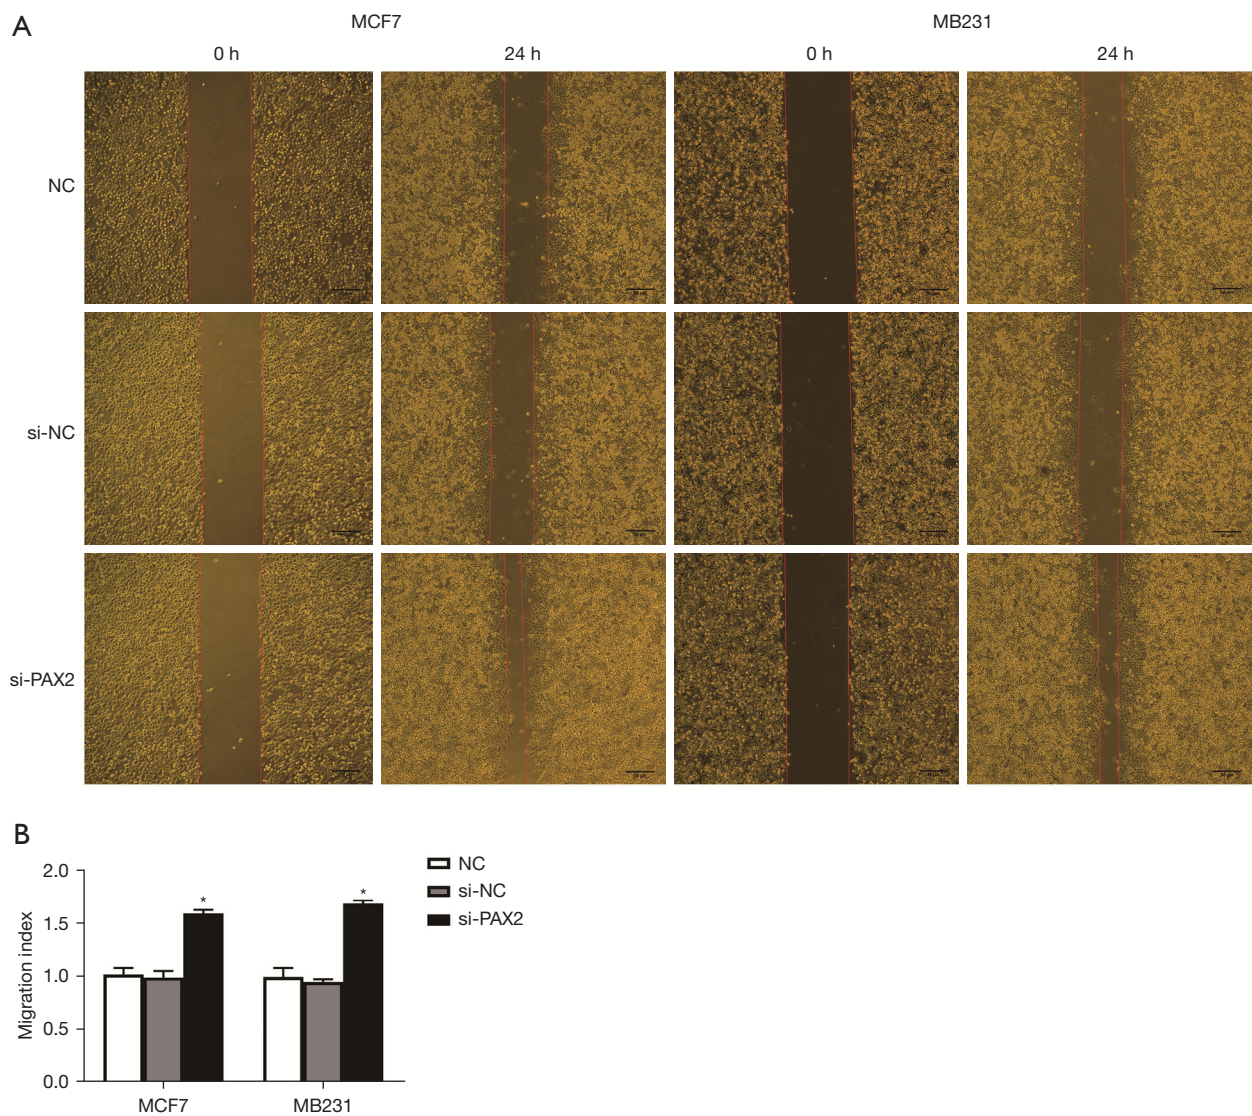 A
MCF7
MB231
0 h
24 h
0 h
24 h
NC
si-NC
si-PAX2
B
2.0
1.5
1.0
0.5
0.0
Migration index
*
*
MCF7
MB231
NC
si-NC
si-PAX2